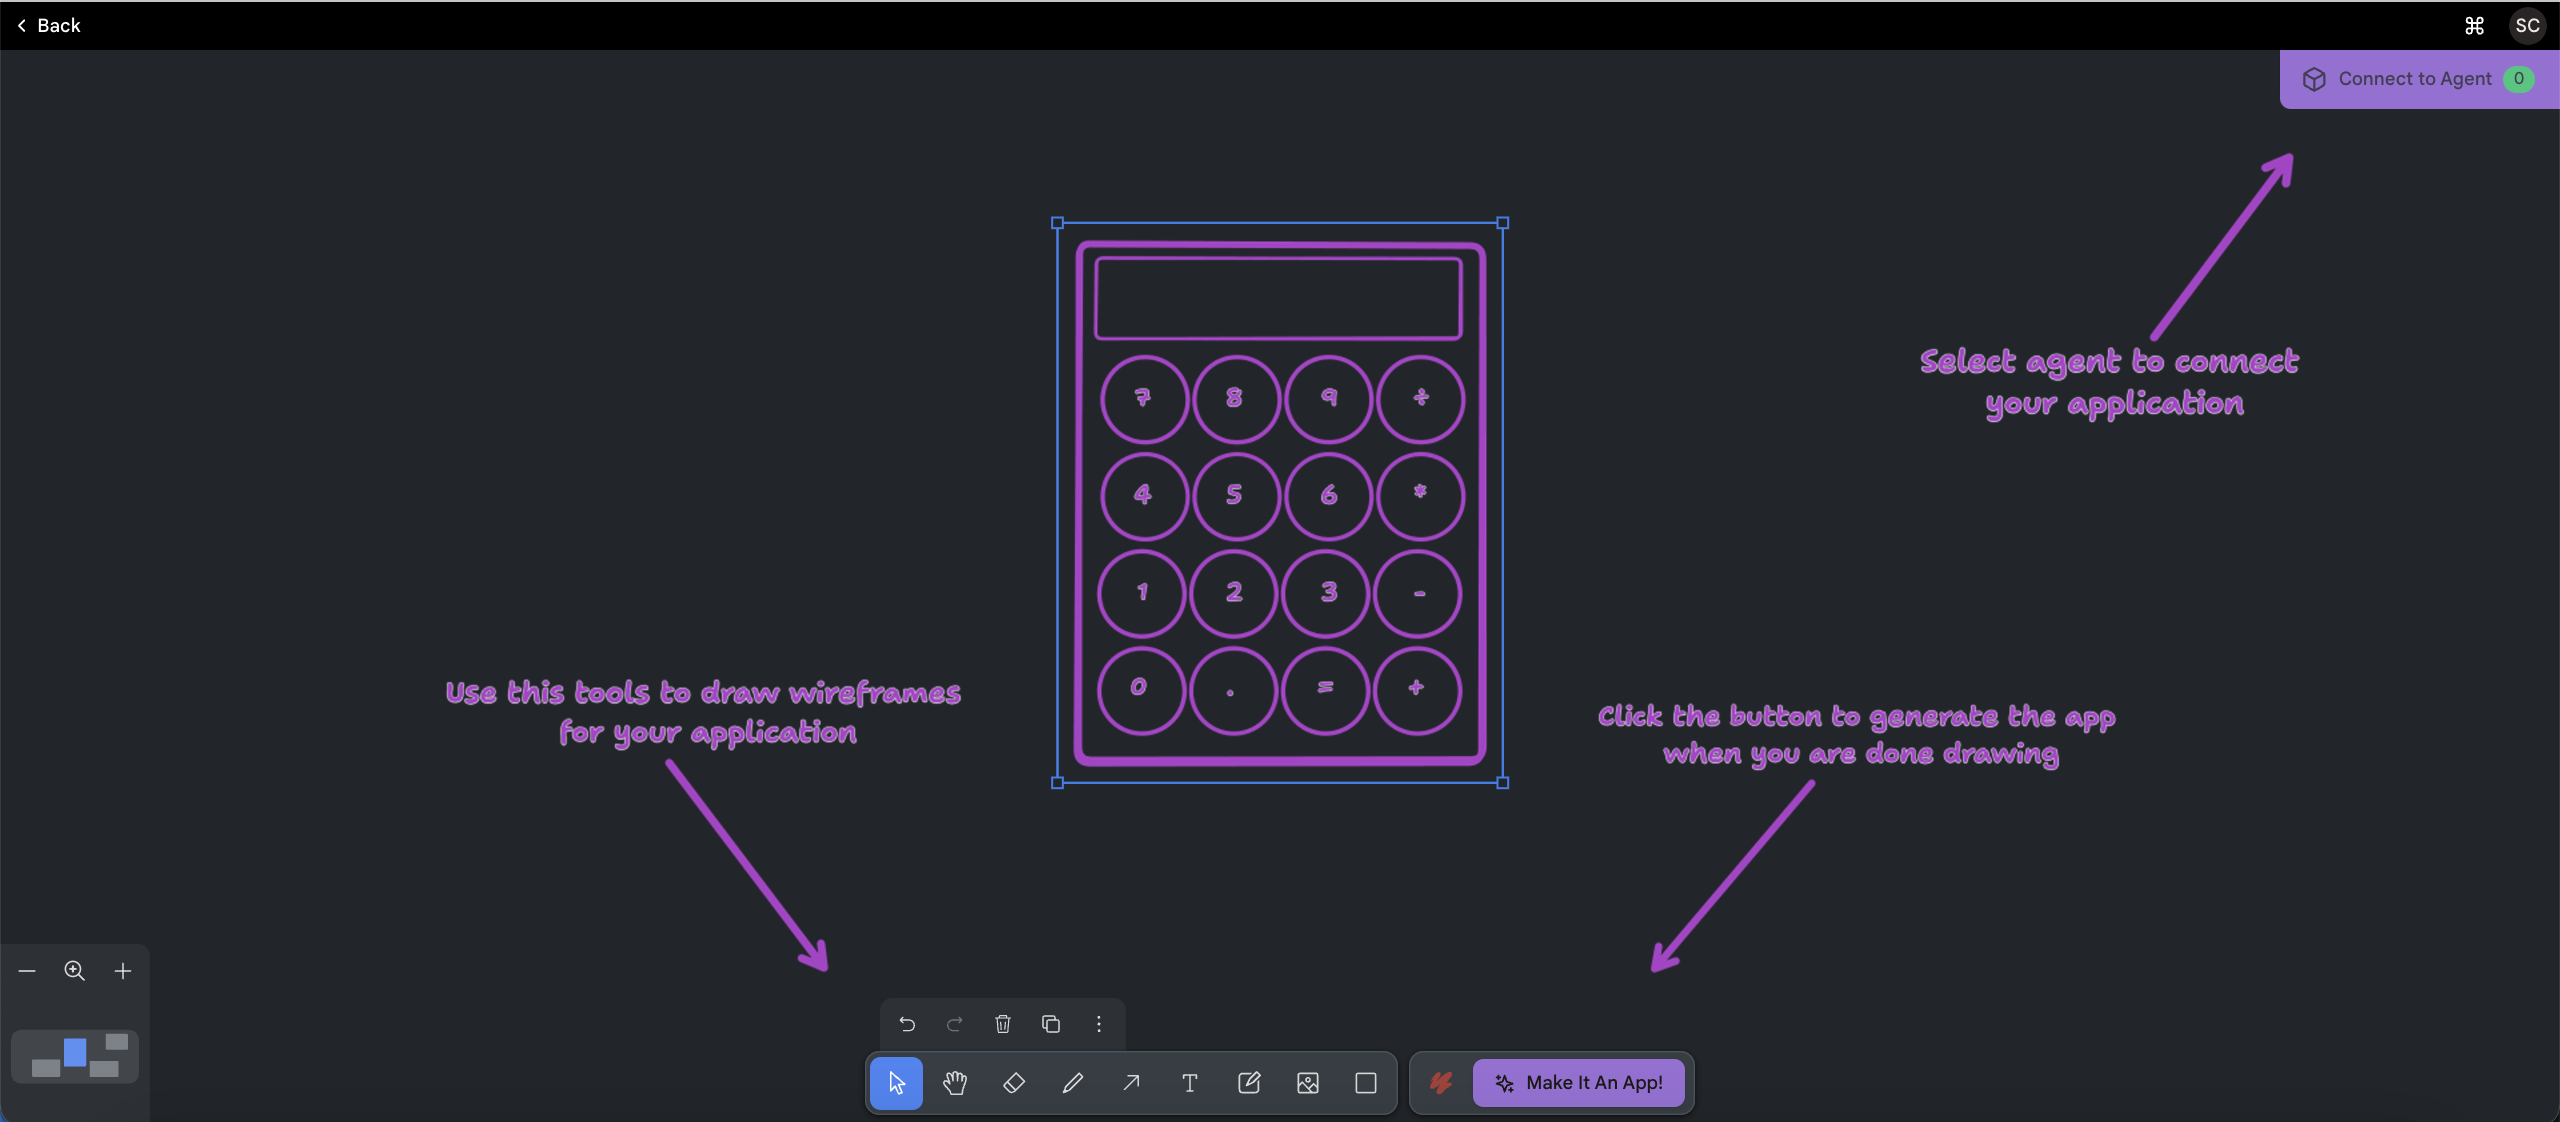 Back
⌘ SC
Connect to Agent 0
Select agent to connect
your application
7 8 9 ÷
4 5 6 *
1 2 3 -
0 . = +
Use this tools to draw wireframes
for your application
Click the button to generate the app
when you are done drawing
Make It An App!